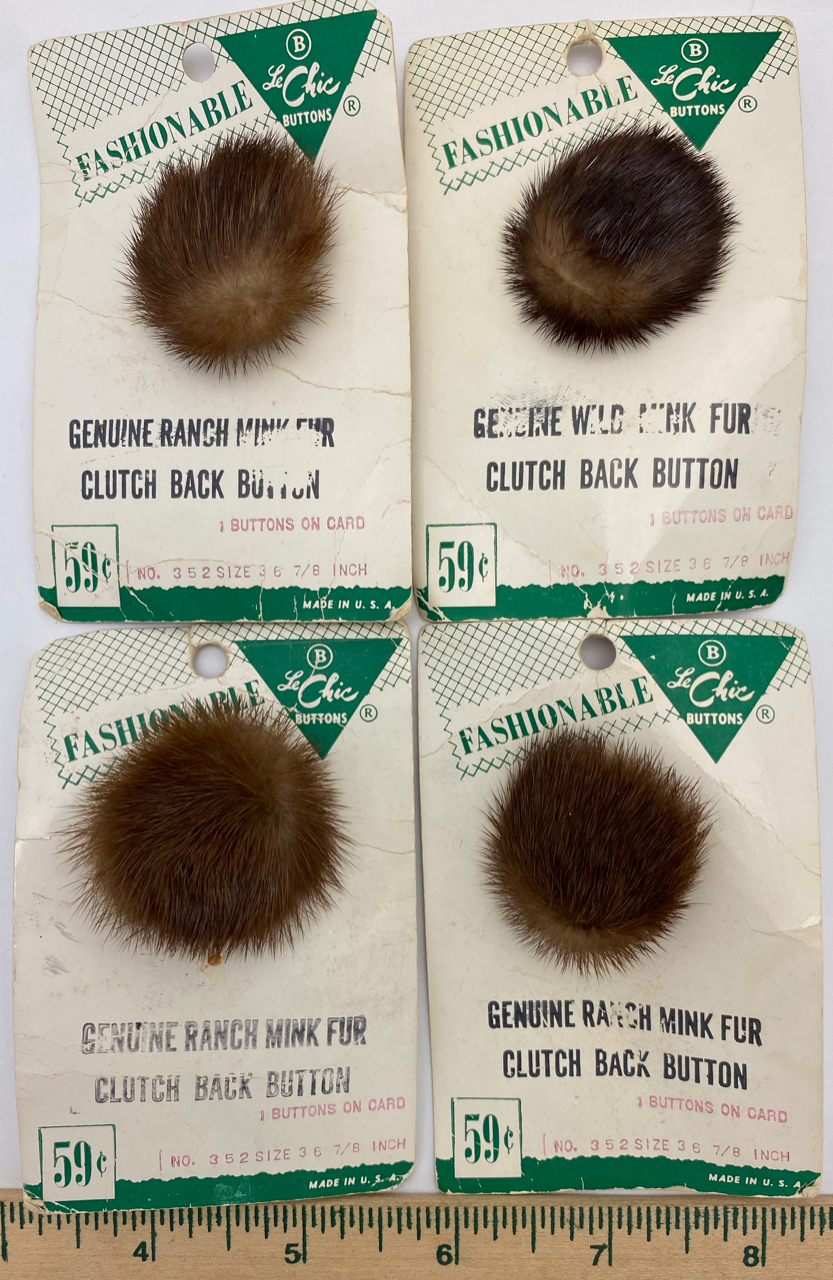 B
Le Chic
BUTTONS ®
FASHIONABLE
GENUINE RANCH MINK FUR
CLUTCH BACK BUTTON
1 BUTTONS ON CARD
59¢
NO. 352 SIZE 36 7/8 INCH
MADE IN U. S. A.
B
Le Chic
BUTTONS ®
FASHIONABLE
GENUINE WILD MINK FUR
CLUTCH BACK BUTTON
1 BUTTONS ON CARD
59¢
NO. 352 SIZE 36 7/8 INCH
MADE IN U. S. A.
B
Le Chic
BUTTONS ®
FASHIONABLE
GENUINE RANCH MINK FUR
CLUTCH BACK BUTTON
1 BUTTONS ON CARD
59¢
NO. 352 SIZE 36 7/8 INCH
MADE IN U. S. A.
B
Le Chic
BUTTONS ®
FASHIONABLE
GENUINE RANCH MINK FUR
CLUTCH BACK BUTTON
1 BUTTONS ON CARD
59¢
NO. 352 SIZE 36 7/8 INCH
MADE IN U. S. A.
4 5 6 7 8